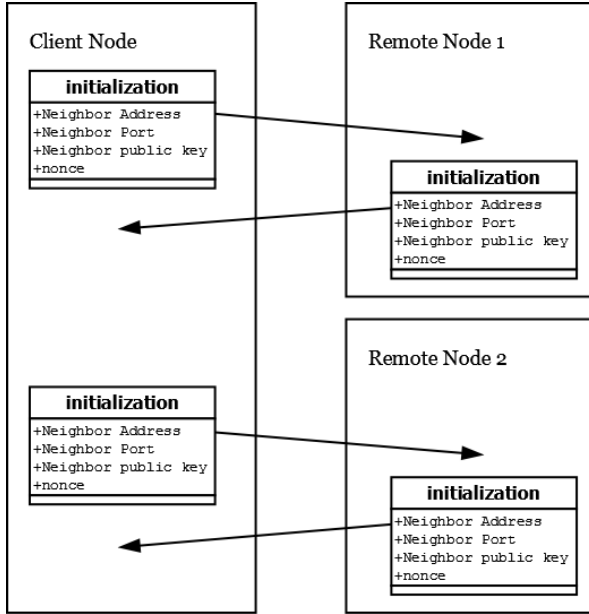 Client Node
initialization
+Neighbor Address
+Neighbor Port
+Neighbor public key
+nonce
Remote Node 1
initialization
+Neighbor Address
+Neighbor Port
+Neighbor public key
+nonce
initialization
+Neighbor Address
+Neighbor Port
+Neighbor public key
+nonce
Remote Node 2
initialization
+Neighbor Address
+Neighbor Port
+Neighbor public key
+nonce